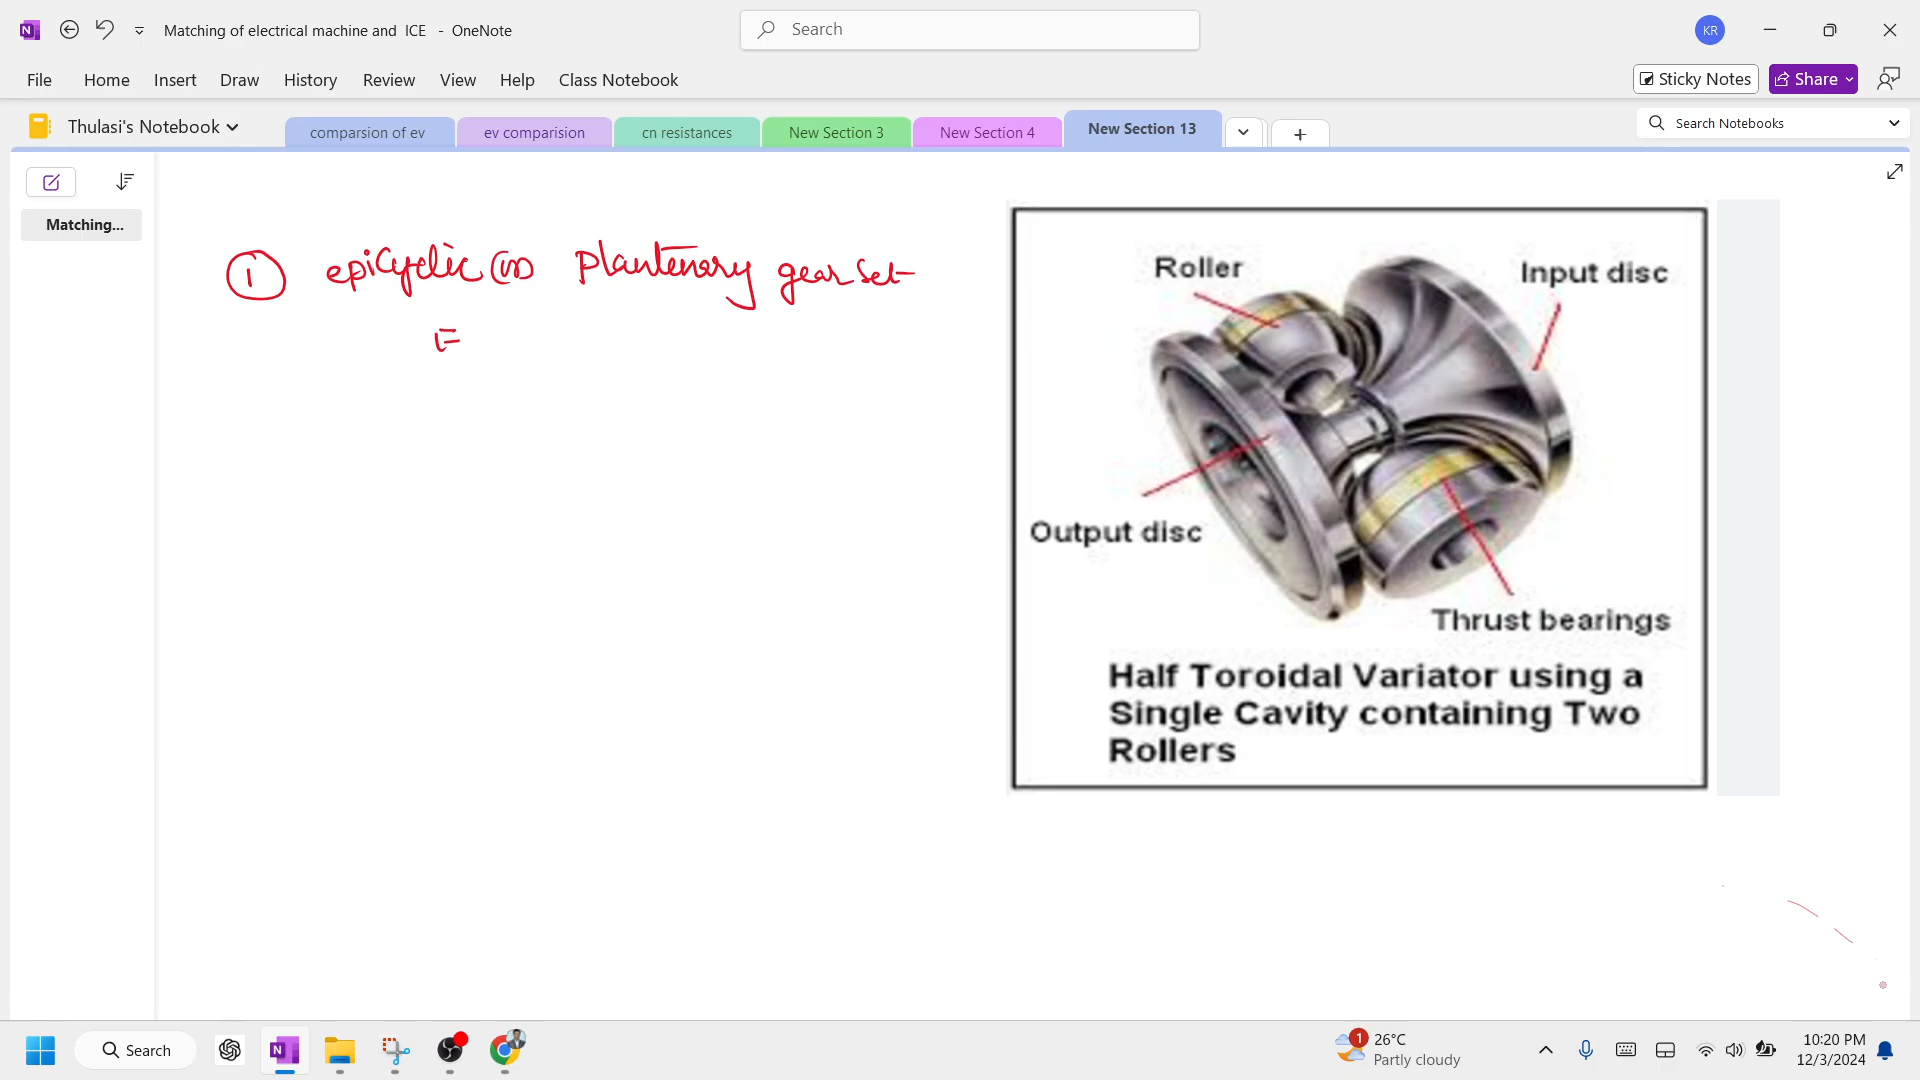 Matching of electrical machine and ICE - OneNote
Search
KR
File Home Insert Draw History Review View Help Class Notebook
Sticky Notes Share
Thulasi's Notebook
comparsion of ev
ev comparision
cn resistances
New Section 3
New Section 4
New Section 13
Search Notebooks
Matching...
① epicyclic (or) Plantenary gear set
E
Roller
Input disc
Output disc
Thrust bearings
Half Toroidal Variator using a
Single Cavity containing Two
Rollers
Search
1
26°C
Partly cloudy
10:20 PM
12/3/2024